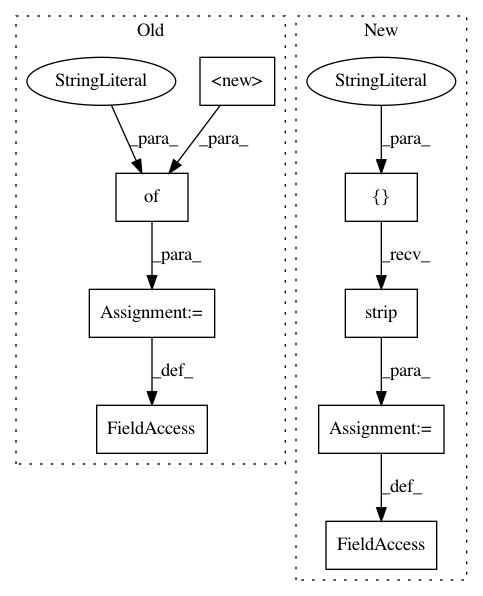 Old
New
StringLiteral
<new>
StringLiteral
_para_
_para_
_para_
of
{}
_para_
_recv_
Assignment:=
strip
_def_
_para_
FieldAccess
Assignment:=
_def_
FieldAccess